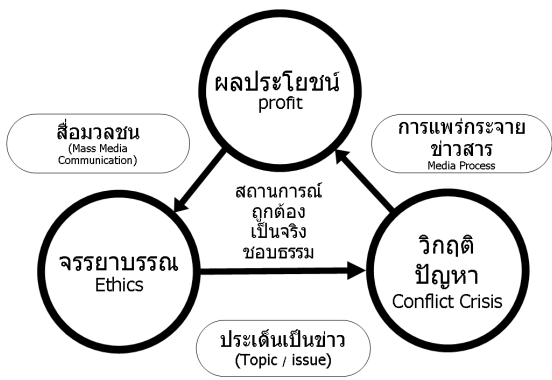 ผลประโยชน์
profit
สื่อมวลชน
(Mass Media
Communication)
การแพร่กระจาย
ข่าวสาร
Media Process
สถานการณ์
ถูกต้อง
เป็นจริง
ชอบธรรม
จรรยาบรรณ
Ethics
วิกฤติ
ปัญหา
Conflict Crisis
ประเด็นเป็นข่าว
(Topic / issue)